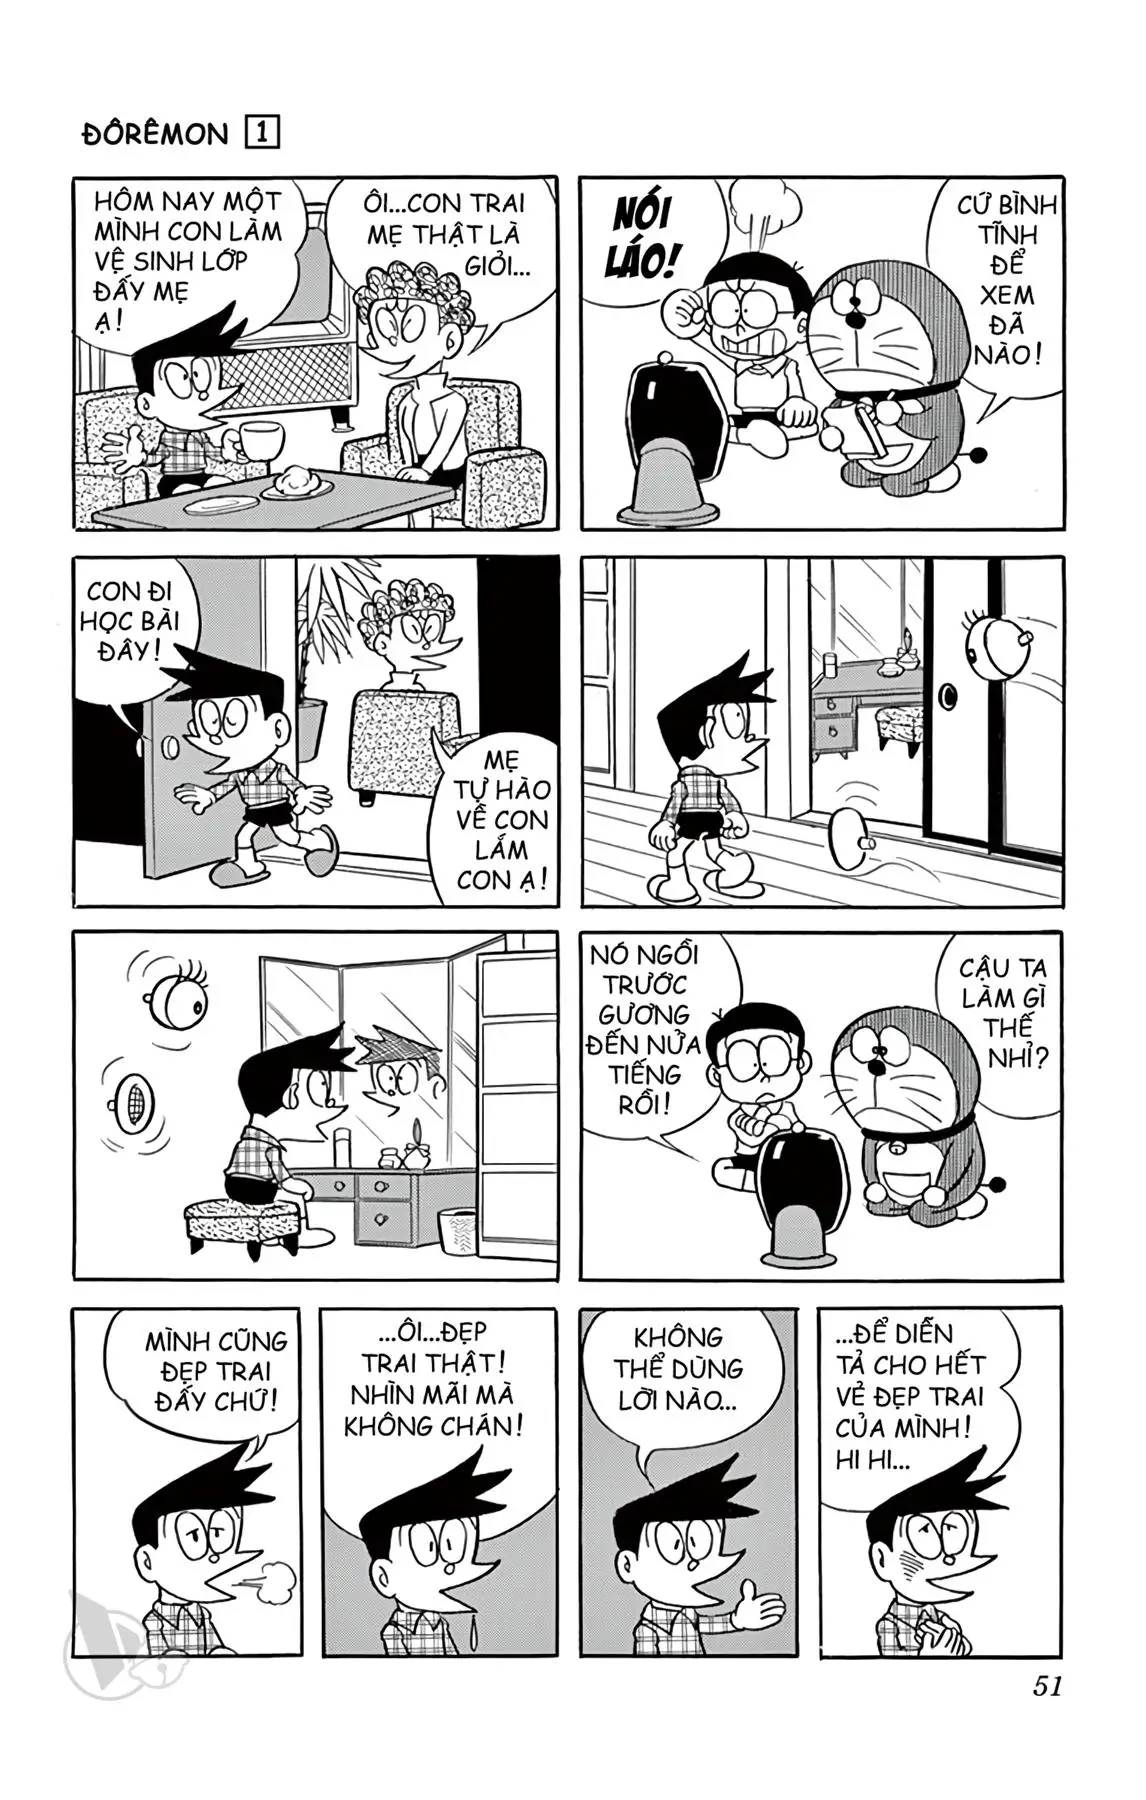 ĐÔRÊMON 1
HÔM NAY MỘT
MÌNH CON LÀM
VỆ SINH LỚP
ĐẤY MẸ
Ạ!
ÔI...CON TRAI
MẸ THẬT LÀ
GIỎI...
NÓI
LÁO!
CỨ BÌNH
TĨNH
ĐỂ
XEM
ĐÃ
NÀO!
CON ĐI
HỌC BÀI
ĐÂY!
MẸ
TỰ HÀO
VỀ CON
LẮM
CON Ạ!
NÓ NGỒI
TRƯỚC
GƯƠNG
ĐẾN NỬA
TIẾNG
RỒI!
CẬU TA
LÀM GÌ
THẾ
NHỈ?
MÌNH CŨNG
ĐẸP TRAI
ĐẤY CHỨ!
...ÔI...ĐẸP
TRAI THẬT!
NHÌN MÃI MÀ
KHÔNG CHÁN!
KHÔNG
THỂ DÙNG
LỜI NÀO...
...ĐỂ DIỄN
TẢ CHO HẾT
VẺ ĐẸP TRAI
CỦA MÌNH!
HI HI...
51